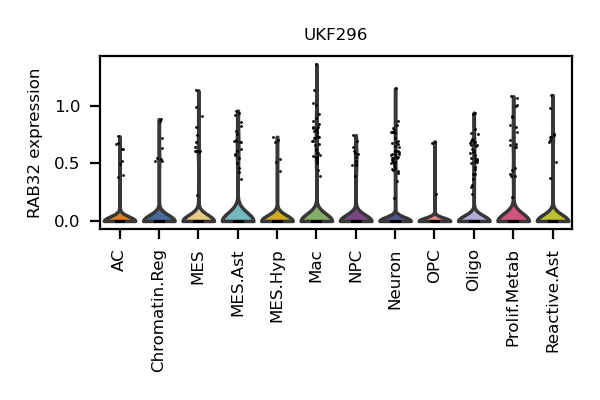 UKF296
RAB32 expression
1.0
0.5
0.0
AC
Chromatin.Reg
MES
MES.Ast
MES.Hyp
Mac
NPC
Neuron
OPC
Oligo
Prolif.Metab
Reactive.Ast